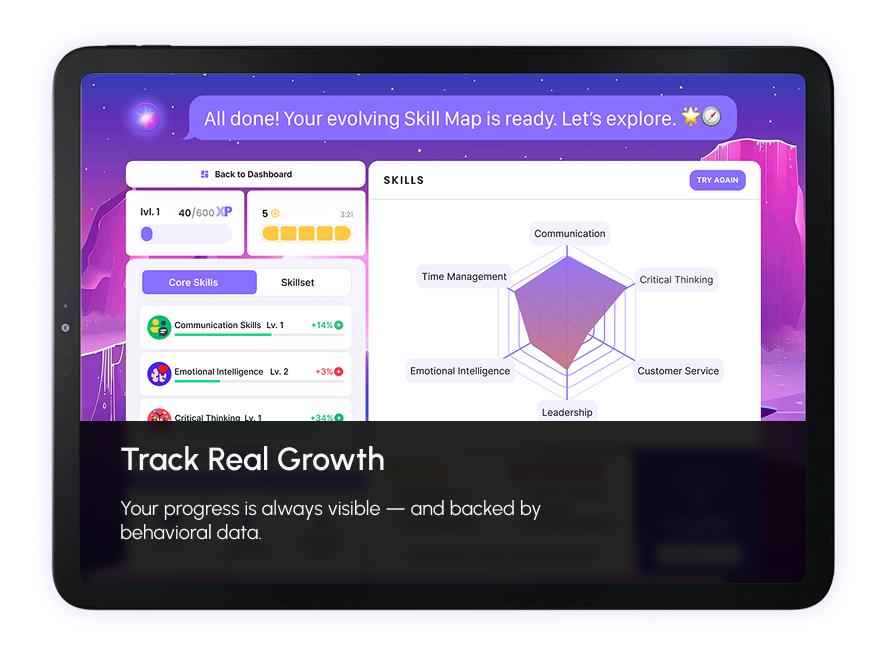 All done! Your evolving Skill Map is ready. Let's explore. 🌟🧭
Back to Dashboard
lvl. 1 40/600 XP
5 3:21
Core Skills Skillset
Communication Skills Lv. 1 +14%
Emotional Intelligence Lv. 2 +3%
Critical Thinking Lv. 1 +34%
SKILLS
TRY AGAIN
Communication
Time Management
Critical Thinking
Emotional Intelligence
Customer Service
Leadership
Track Real Growth
Your progress is always visible — and backed by
behavioral data.